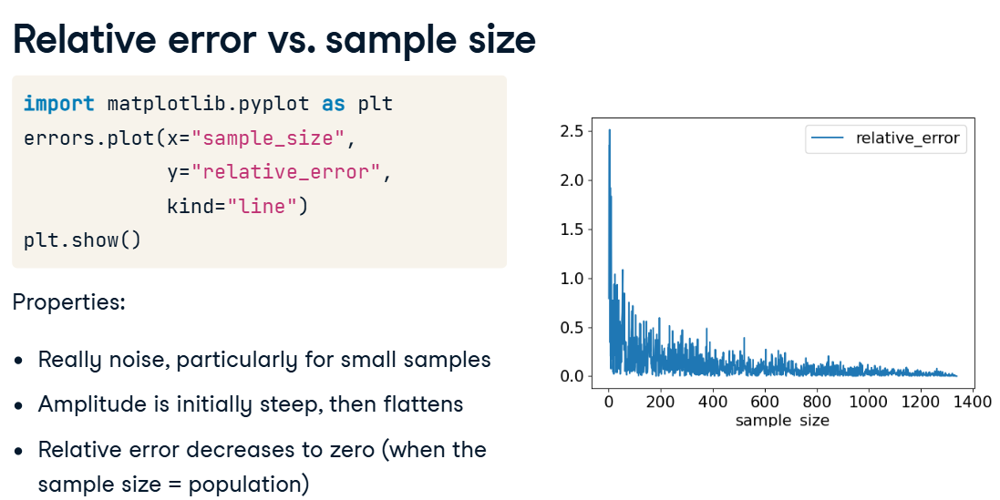 Relative error vs. sample size
import matplotlib.pyplot as plt
errors.plot(x="sample_size",
            y="relative_error",
            kind="line")
plt.show()
Properties:
• Really noise, particularly for small samples
• Amplitude is initially steep, then flattens
• Relative error decreases to zero (when the
sample size = population)
relative_error
2.5
2.0
1.5
1.0
0.5
0.0
0 200 400 600 800 1000 1200 1400
sample_size